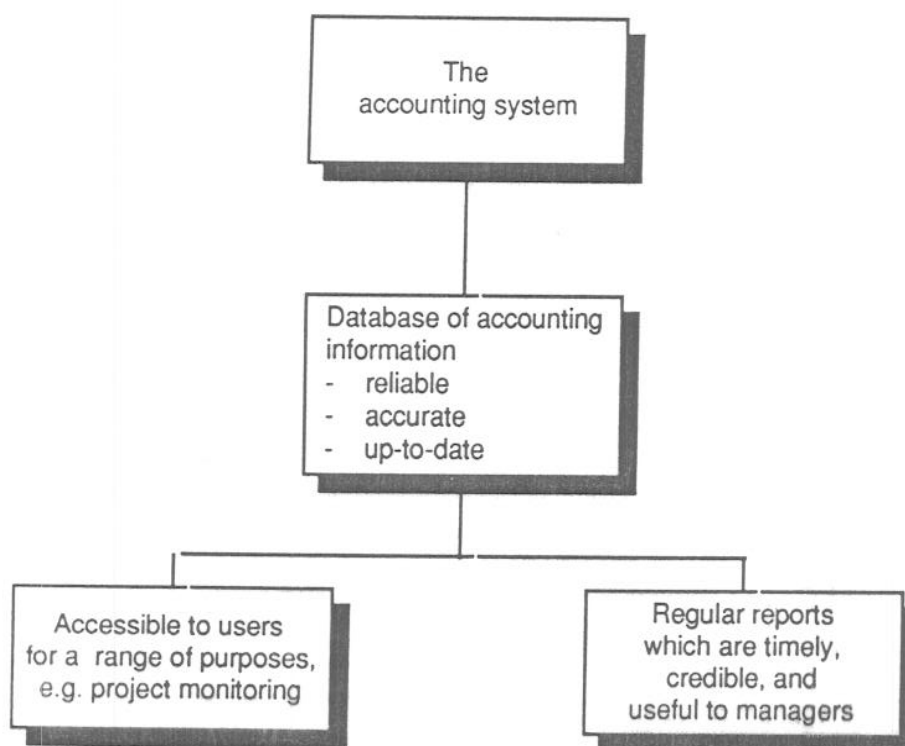 The
accounting system
Database of accounting
information
- reliable
- accurate
- up-to-date
Accessible to users
for a range of purposes,
e.g. project monitoring
Regular reports
which are timely,
credible, and
useful to managers